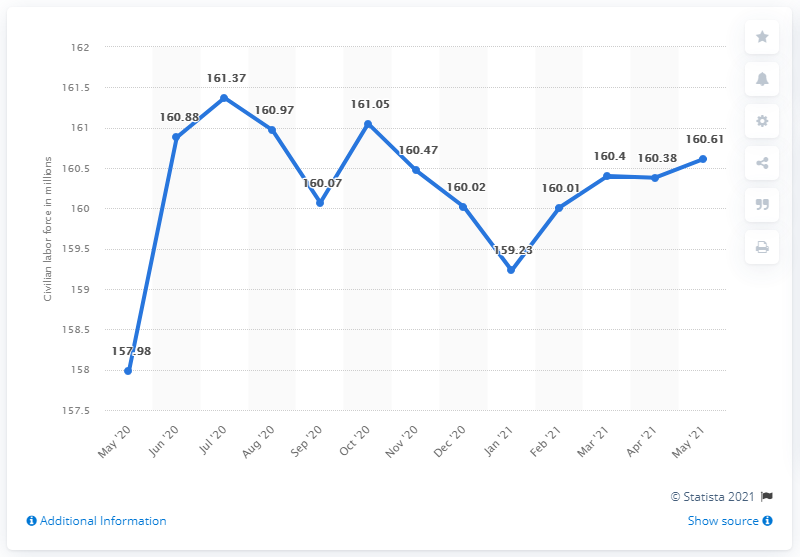 162
161.5
161
160.5
160
159.5
159
158.5
158
157.5
Civilian labor force in millions
157.98
160.88
161.37
160.97
160.07
161.05
160.47
160.02
159.23
160.01
160.4
160.38
160.61
May '20
Jun '20
Jul '20
Aug '20
Sep '20
Oct '20
Nov '20
Dec '20
Jan '21
Feb '21
Mar '21
Apr '21
May '21
© Statista 2021
Additional Information
Show source